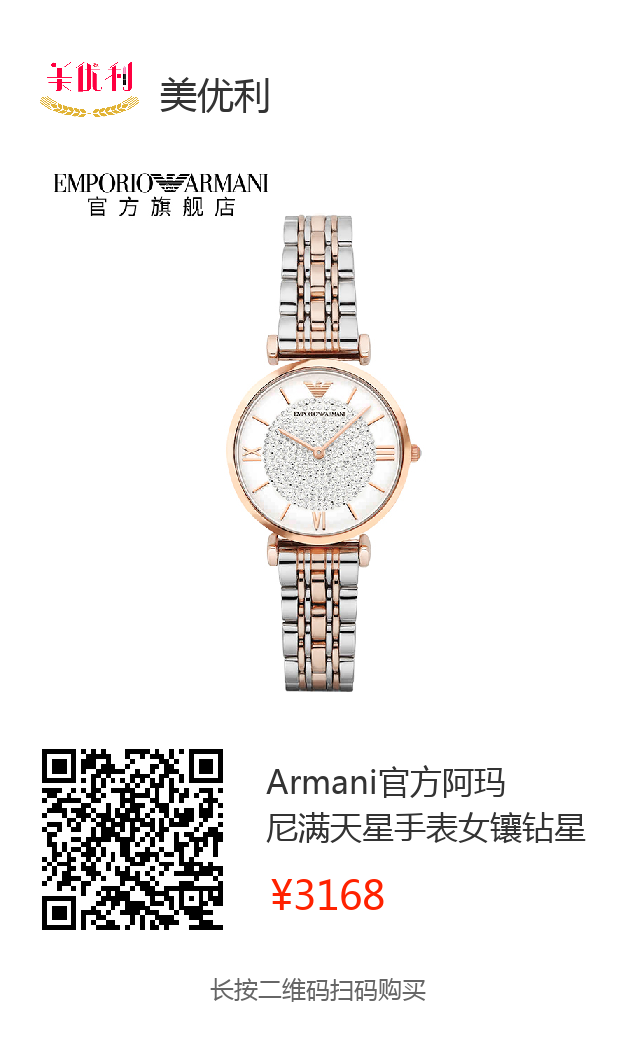 美优利
美优利
EMPORIO ARMANI
官方旗舰店
EMPORIO ARMANI
Armani官方阿玛
尼满天星手表女镶钻星
¥3168
长按二维码扫码购买